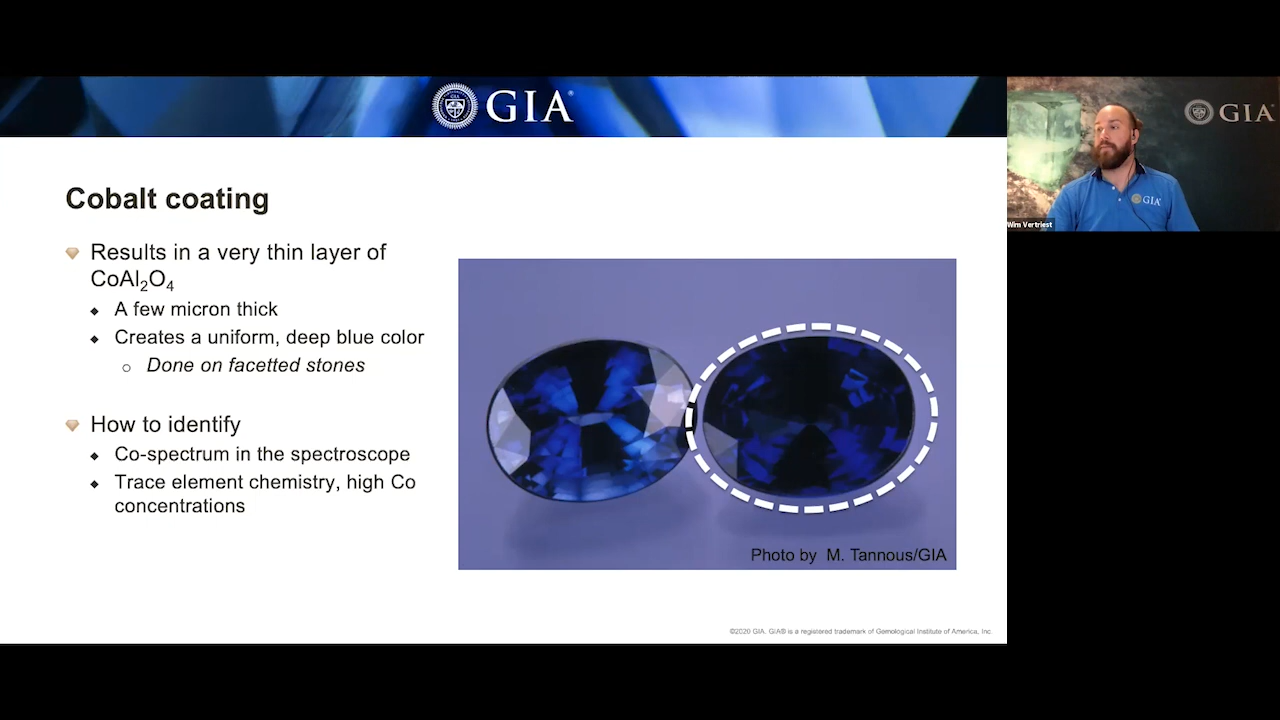 GIA®
GIA
GIA
Wim Vertriest
Cobalt coating
Results in a very thin layer of
CoAl₂O₄
A few micron thick
Creates a uniform, deep blue color
Done on facetted stones
How to identify
Co-spectrum in the spectroscope
Trace element chemistry, high Co
concentrations
Photo by M. Tannous/GIA
©2020 GIA. GIA® is a registered trademark of Gemological Institute of America, Inc